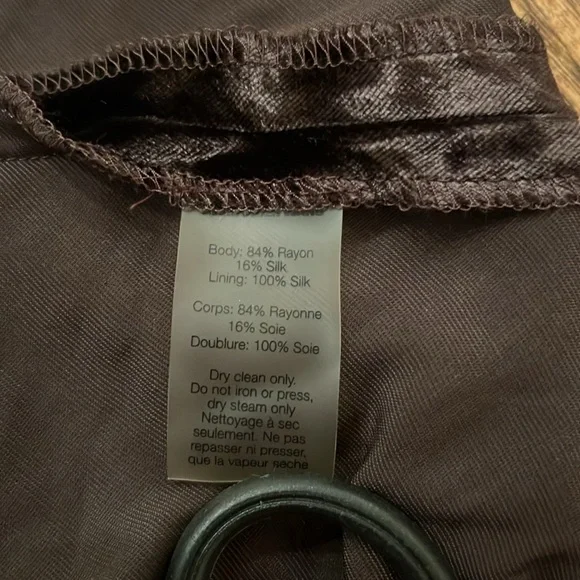 Body: 84% Rayon
16% Silk
Lining: 100% Silk
Corps: 84% Rayonne
16% Soie
Doublure: 100% Soie
Dry clean only.
Do not iron or press,
dry steam only
Nettoyage à sec
seulement. Ne pas
repasser ni presser,
que la vapeur seche